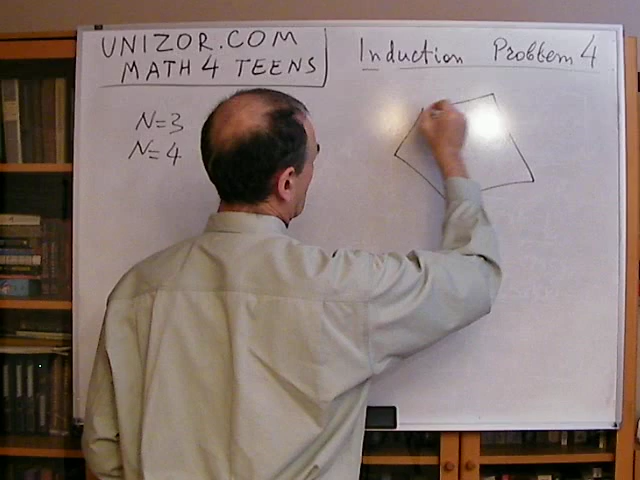 UNIZOR.COM
MATH 4 TEENS
Induction Problem 4
N=3
N=4